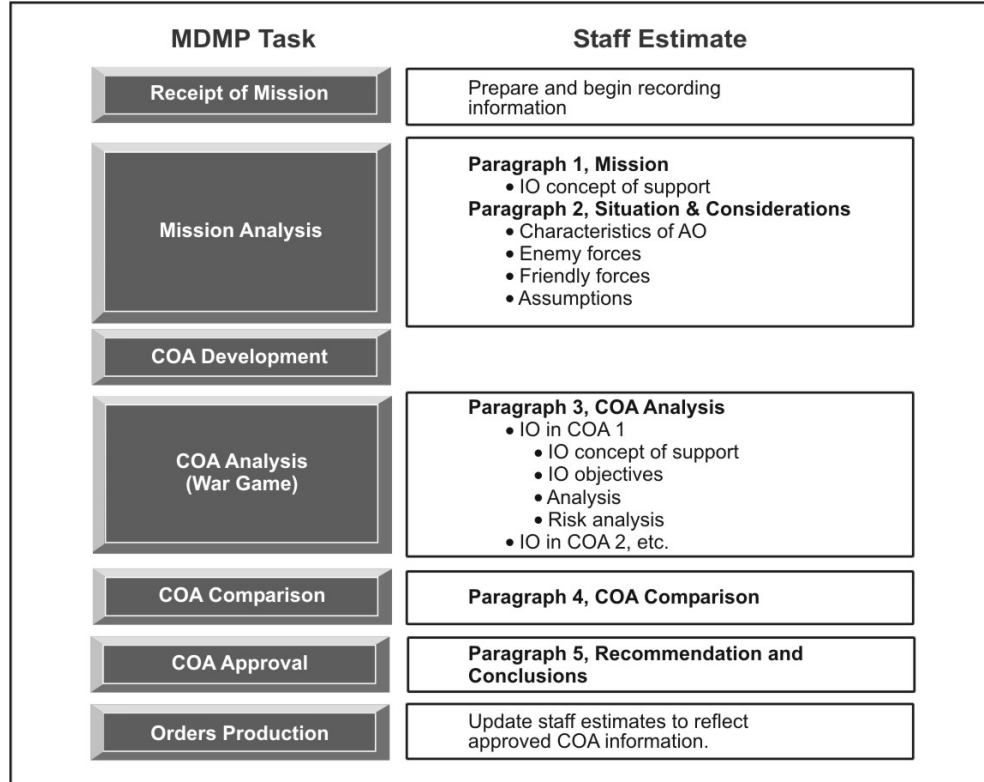 MDMP Task
Staff Estimate
Receipt of Mission
Prepare and begin recording
information
Mission Analysis
Paragraph 1, Mission
• IO concept of support
Paragraph 2, Situation & Considerations
• Characteristics of AO
• Enemy forces
• Friendly forces
• Assumptions
COA Development
COA Analysis
(War Game)
Paragraph 3, COA Analysis
• IO in COA 1
• IO concept of support
• IO objectives
• Analysis
• Risk analysis
• IO in COA 2, etc.
COA Comparison
Paragraph 4, COA Comparison
COA Approval
Paragraph 5, Recommendation and
Conclusions
Orders Production
Update staff estimates to reflect
approved COA information.